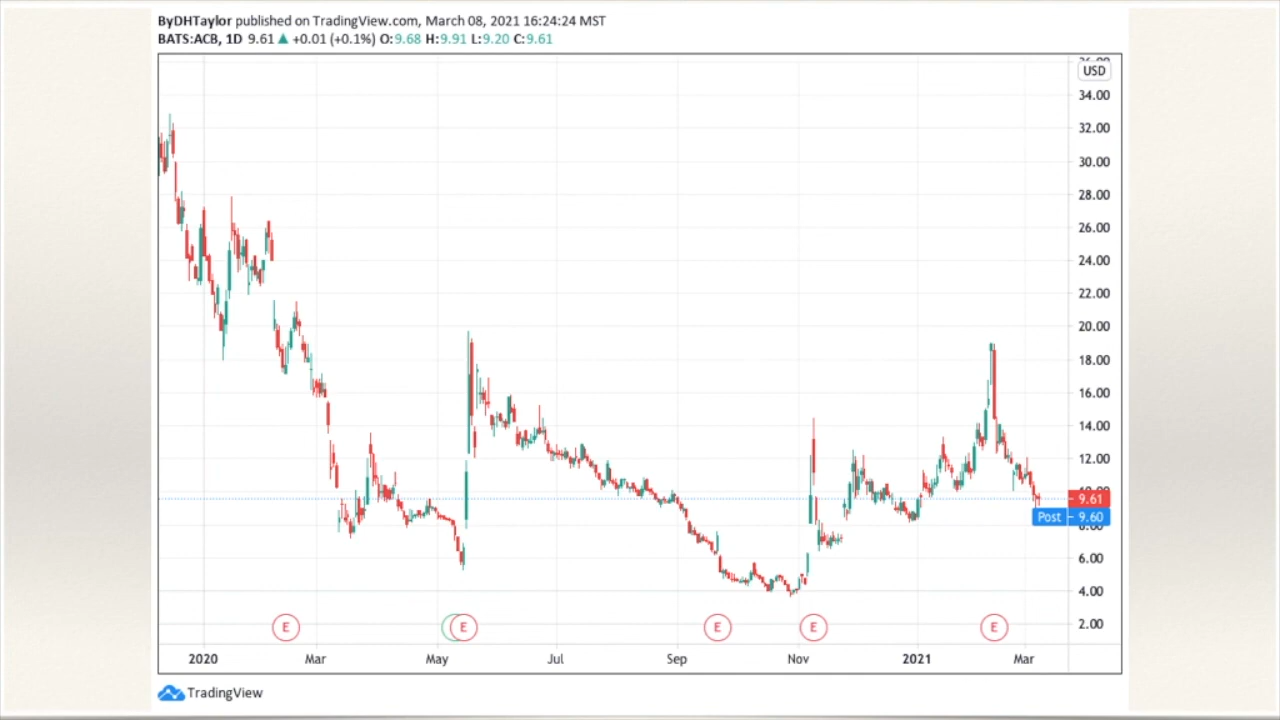 ByDHTaylor published on TradingView.com, March 08, 2021 16:24:24 MST
BATS:ACB, 1D 9.61 ▲ +0.01 (+0.1%) O:9.68 H:9.91 L:9.20 C:9.61
USD
34.00
32.00
30.00
28.00
26.00
24.00
22.00
20.00
18.00
16.00
14.00
12.00
9.61
Post 9.60
6.00
4.00
2.00
E E E E E
2020 Mar May Jul Sep Nov 2021 Mar
TradingView